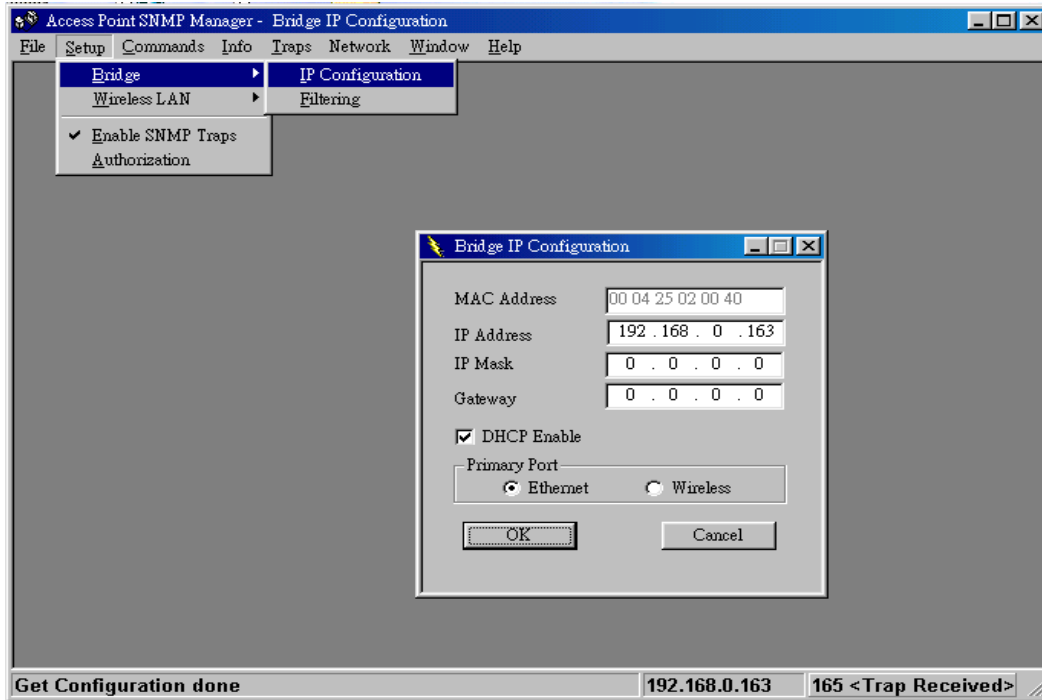 Access Point SNMP Manager - Bridge IP Configuration
File Setup Commands Info Traps Network Window Help
Bridge
Wireless LAN
Enable SNMP Traps
Authorization
IP Configuration
Filtering
Bridge IP Configuration
MAC Address 00 04 25 02 00 40
IP Address 192 . 168 . 0 . 163
IP Mask 0 . 0 . 0 . 0
Gateway 0 . 0 . 0 . 0
DHCP Enable
Primary Port
Ethernet Wireless
OK Cancel
Get Configuration done 192.168.0.163 165 <Trap Received>